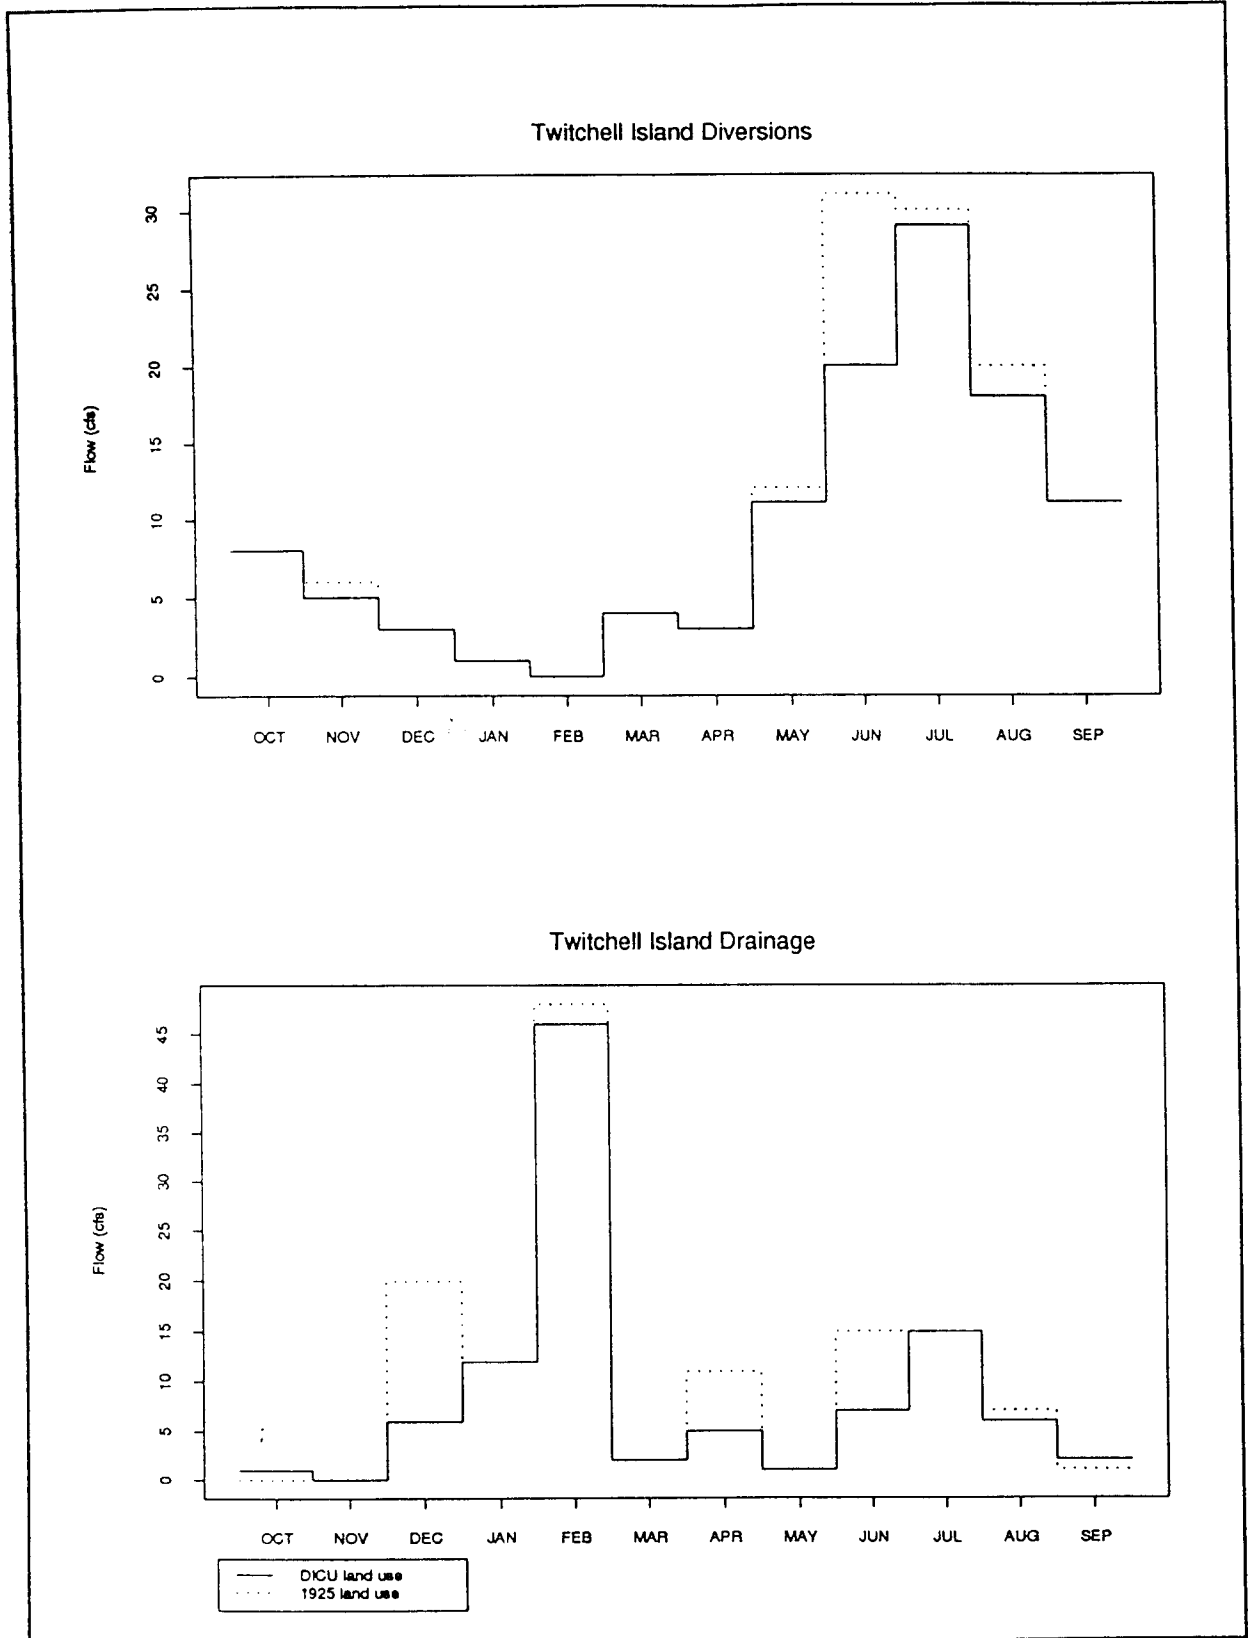 Twitchell Island Diversions
30
25
20
15
10
5
0
Flow (cfs)
OCT NOV DEC JAN FEB MAR APR MAY JUN JUL AUG SEP
Twitchell Island Drainage
45
40
35
30
25
20
15
10
5
0
Flow (cfs)
OCT NOV DEC JAN FEB MAR APR MAY JUN JUL AUG SEP
DICU land use
1925 land use